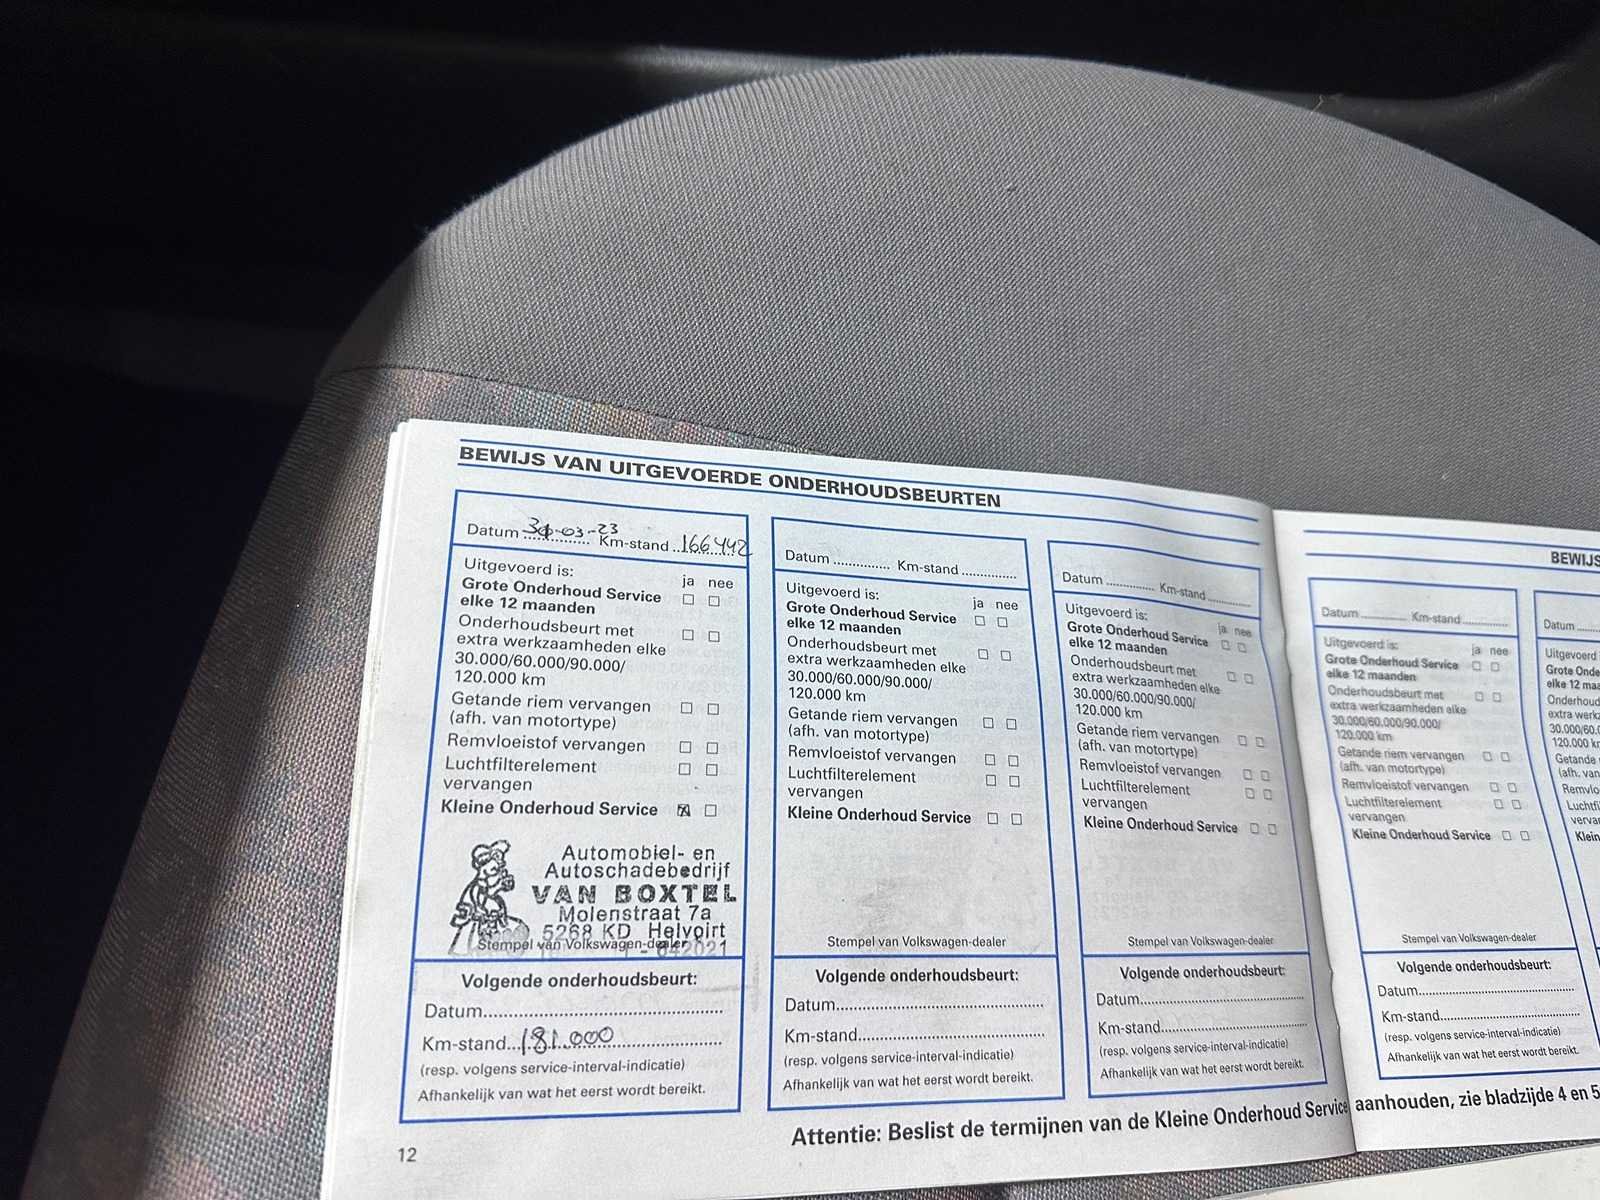 BEWIJS VAN UITGEVOERDE ONDERHOUDSBEURTEN
Datum 30-03-23 Km-stand 166442
Uitgevoerd is:
ja nee
Grote Onderhoud Service
elke 12 maanden
Onderhoudsbeurt met
extra werkzaamheden elke
30.000/60.000/90.000/
120.000 km
Getande riem vervangen
(afh. van motortype)
Remvloeistof vervangen
Luchtfilterelement
vervangen
Kleine Onderhoud Service
Automobiel- en
Autoschadebedrijf
VAN BOXTEL
Molenstraat 7a
5268 KD Helvoirt
Stempel van Volkswagen-dealer
Volgende onderhoudsbeurt:
Datum
Km-stand 181.000
(resp. volgens service-interval-indicatie)
Afhankelijk van wat het eerst wordt bereikt.
Datum Km-stand
Uitgevoerd is:
ja nee
Grote Onderhoud Service
elke 12 maanden
Onderhoudsbeurt met
extra werkzaamheden elke
30.000/60.000/90.000/
120.000 km
Getande riem vervangen
(afh. van motortype)
Remvloeistof vervangen
Luchtfilterelement
vervangen
Kleine Onderhoud Service
Stempel van Volkswagen-dealer
Volgende onderhoudsbeurt:
Datum
Km-stand
(resp. volgens service-interval-indicatie)
Afhankelijk van wat het eerst wordt bereikt.
Datum Km-stand
Uitgevoerd is:
ja nee
Grote Onderhoud Service
elke 12 maanden
Onderhoudsbeurt met
extra werkzaamheden elke
30.000/60.000/90.000/
120.000 km
Getande riem vervangen
(afh. van motortype)
Remvloeistof vervangen
Luchtfilterelement
vervangen
Kleine Onderhoud Service
Stempel van Volkswagen-dealer
Volgende onderhoudsbeurt:
Datum
Km-stand
(resp. volgens service-interval-indicatie)
Afhankelijk van wat het eerst wordt bereikt.
Attentie: Beslist de termijnen van de Kleine Onderhoud Service aanhouden, zie bladzijde 4 en 5
12
BEWIJS
Datum Km-stand
Uitgevoerd is:
ja nee
Grote Onderhoud Service
elke 12 maanden
Onderhoudsbeurt met
extra werkzaamheden elke
30.000/60.000/90.000/
120.000 km
Getande riem vervangen
(afh. van motortype)
Remvloeistof vervangen
Luchtfilterelement
vervangen
Kleine Onderhoud Service
Stempel van Volkswagen-dealer
Volgende onderhoudsbeurt:
Datum
Km-stand
(resp. volgens service-interval-indicatie)
Afhankelijk van wat het eerst wordt bereikt.
Datum
Uitgevoerd